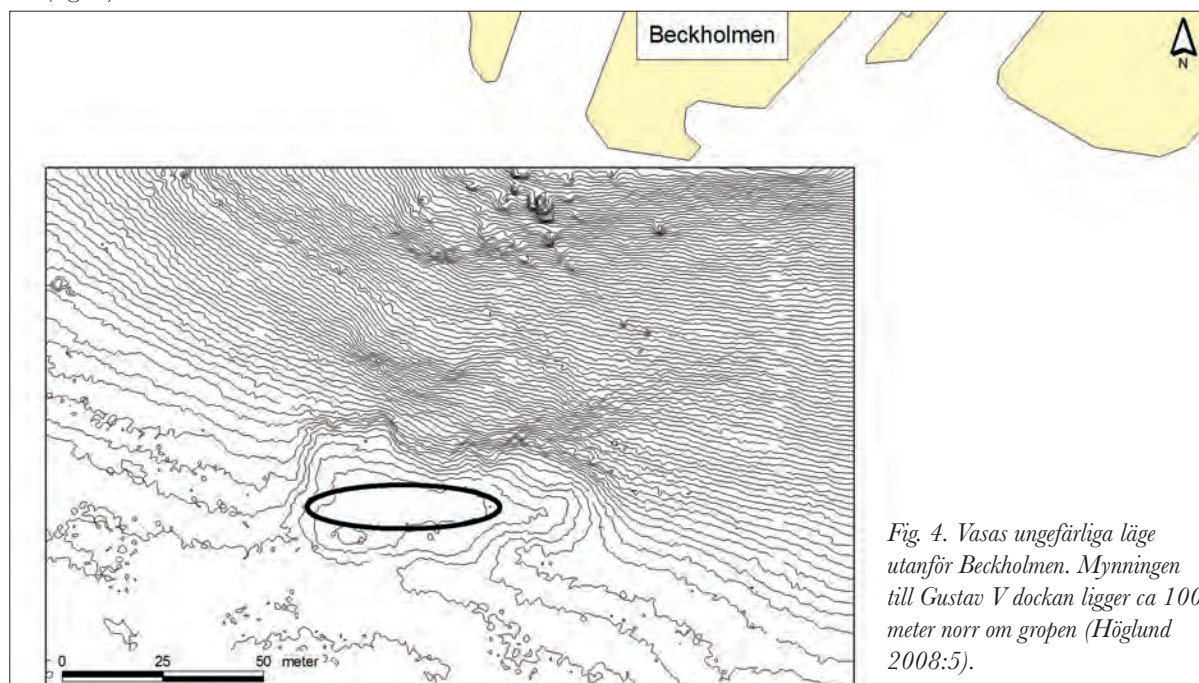 Beckholmen
N
0 25 50 meter
Fig. 4. Vasas ungefärliga läge
utanför Beckholmen. Mynningen
till Gustav V dockan ligger ca 100
meter norr om gropen (Höglund
2008:5).